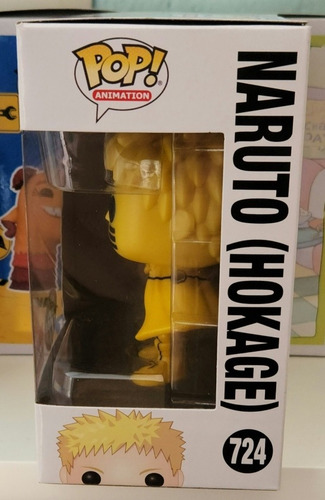 POP!
ANIMATION
NARUTO (HOKAGE)
724